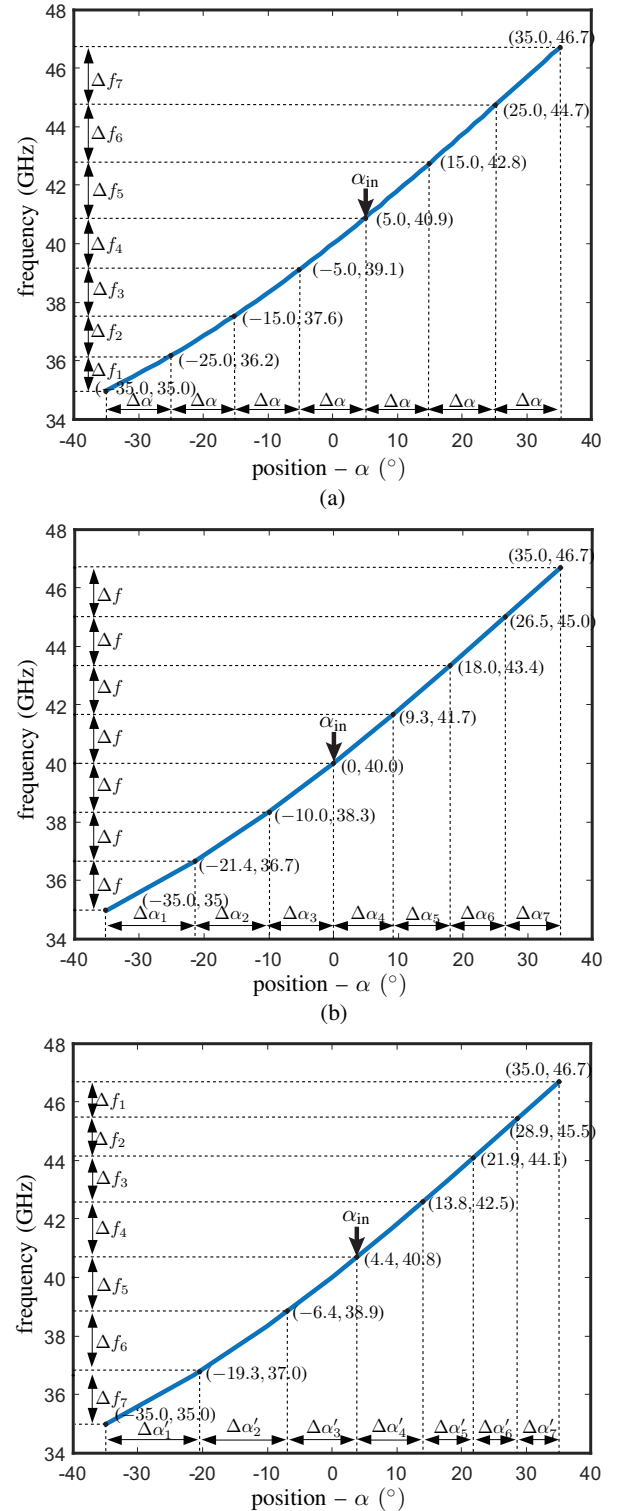 48
46
44
42
40
38
36
34
frequency (GHz)
Δf₇
Δf₆
Δf₅
Δf₄
Δf₃
Δf₂
Δf₁
(35.0, 46.7)
(25.0, 44.7)
(15.0, 42.8)
α_in
(5.0, 40.9)
(−5.0, 39.1)
(−15.0, 37.6)
(−25.0, 36.2)
(−35.0, 35.0)
Δα Δα Δα Δα Δα Δα Δα
-40 -30 -20 -10 0 10 20 30 40
position – α (°)
(a)
48
46
44
42
40
38
36
34
frequency (GHz)
Δf
Δf
Δf
Δf
Δf
Δf
Δf
(35.0, 46.7)
(26.5, 45.0)
(18.0, 43.4)
(9.3, 41.7)
α_in
(0, 40.0)
(−10.0, 38.3)
(−21.4, 36.7)
(−35.0, 35)
Δα₁ Δα₂ Δα₃ Δα₄ Δα₅ Δα₆ Δα₇
-40 -30 -20 -10 0 10 20 30 40
position – α (°)
(b)
48
46
44
42
40
38
36
34
frequency (GHz)
Δf₁
Δf₂
Δf₃
Δf₄
Δf₅
Δf₆
Δf₇
(35.0, 46.7)
(28.9, 45.5)
(21.9, 44.1)
(13.8, 42.5)
α_in
(4.4, 40.8)
(−6.4, 38.9)
(−19.3, 37.0)
(−35.0, 35.0)
Δα′₁ Δα′₂ Δα′₃ Δα′₄ Δα′₅ Δα′₆ Δα′₇
-40 -30 -20 -10 0 10 20 30 40
position – α (°)